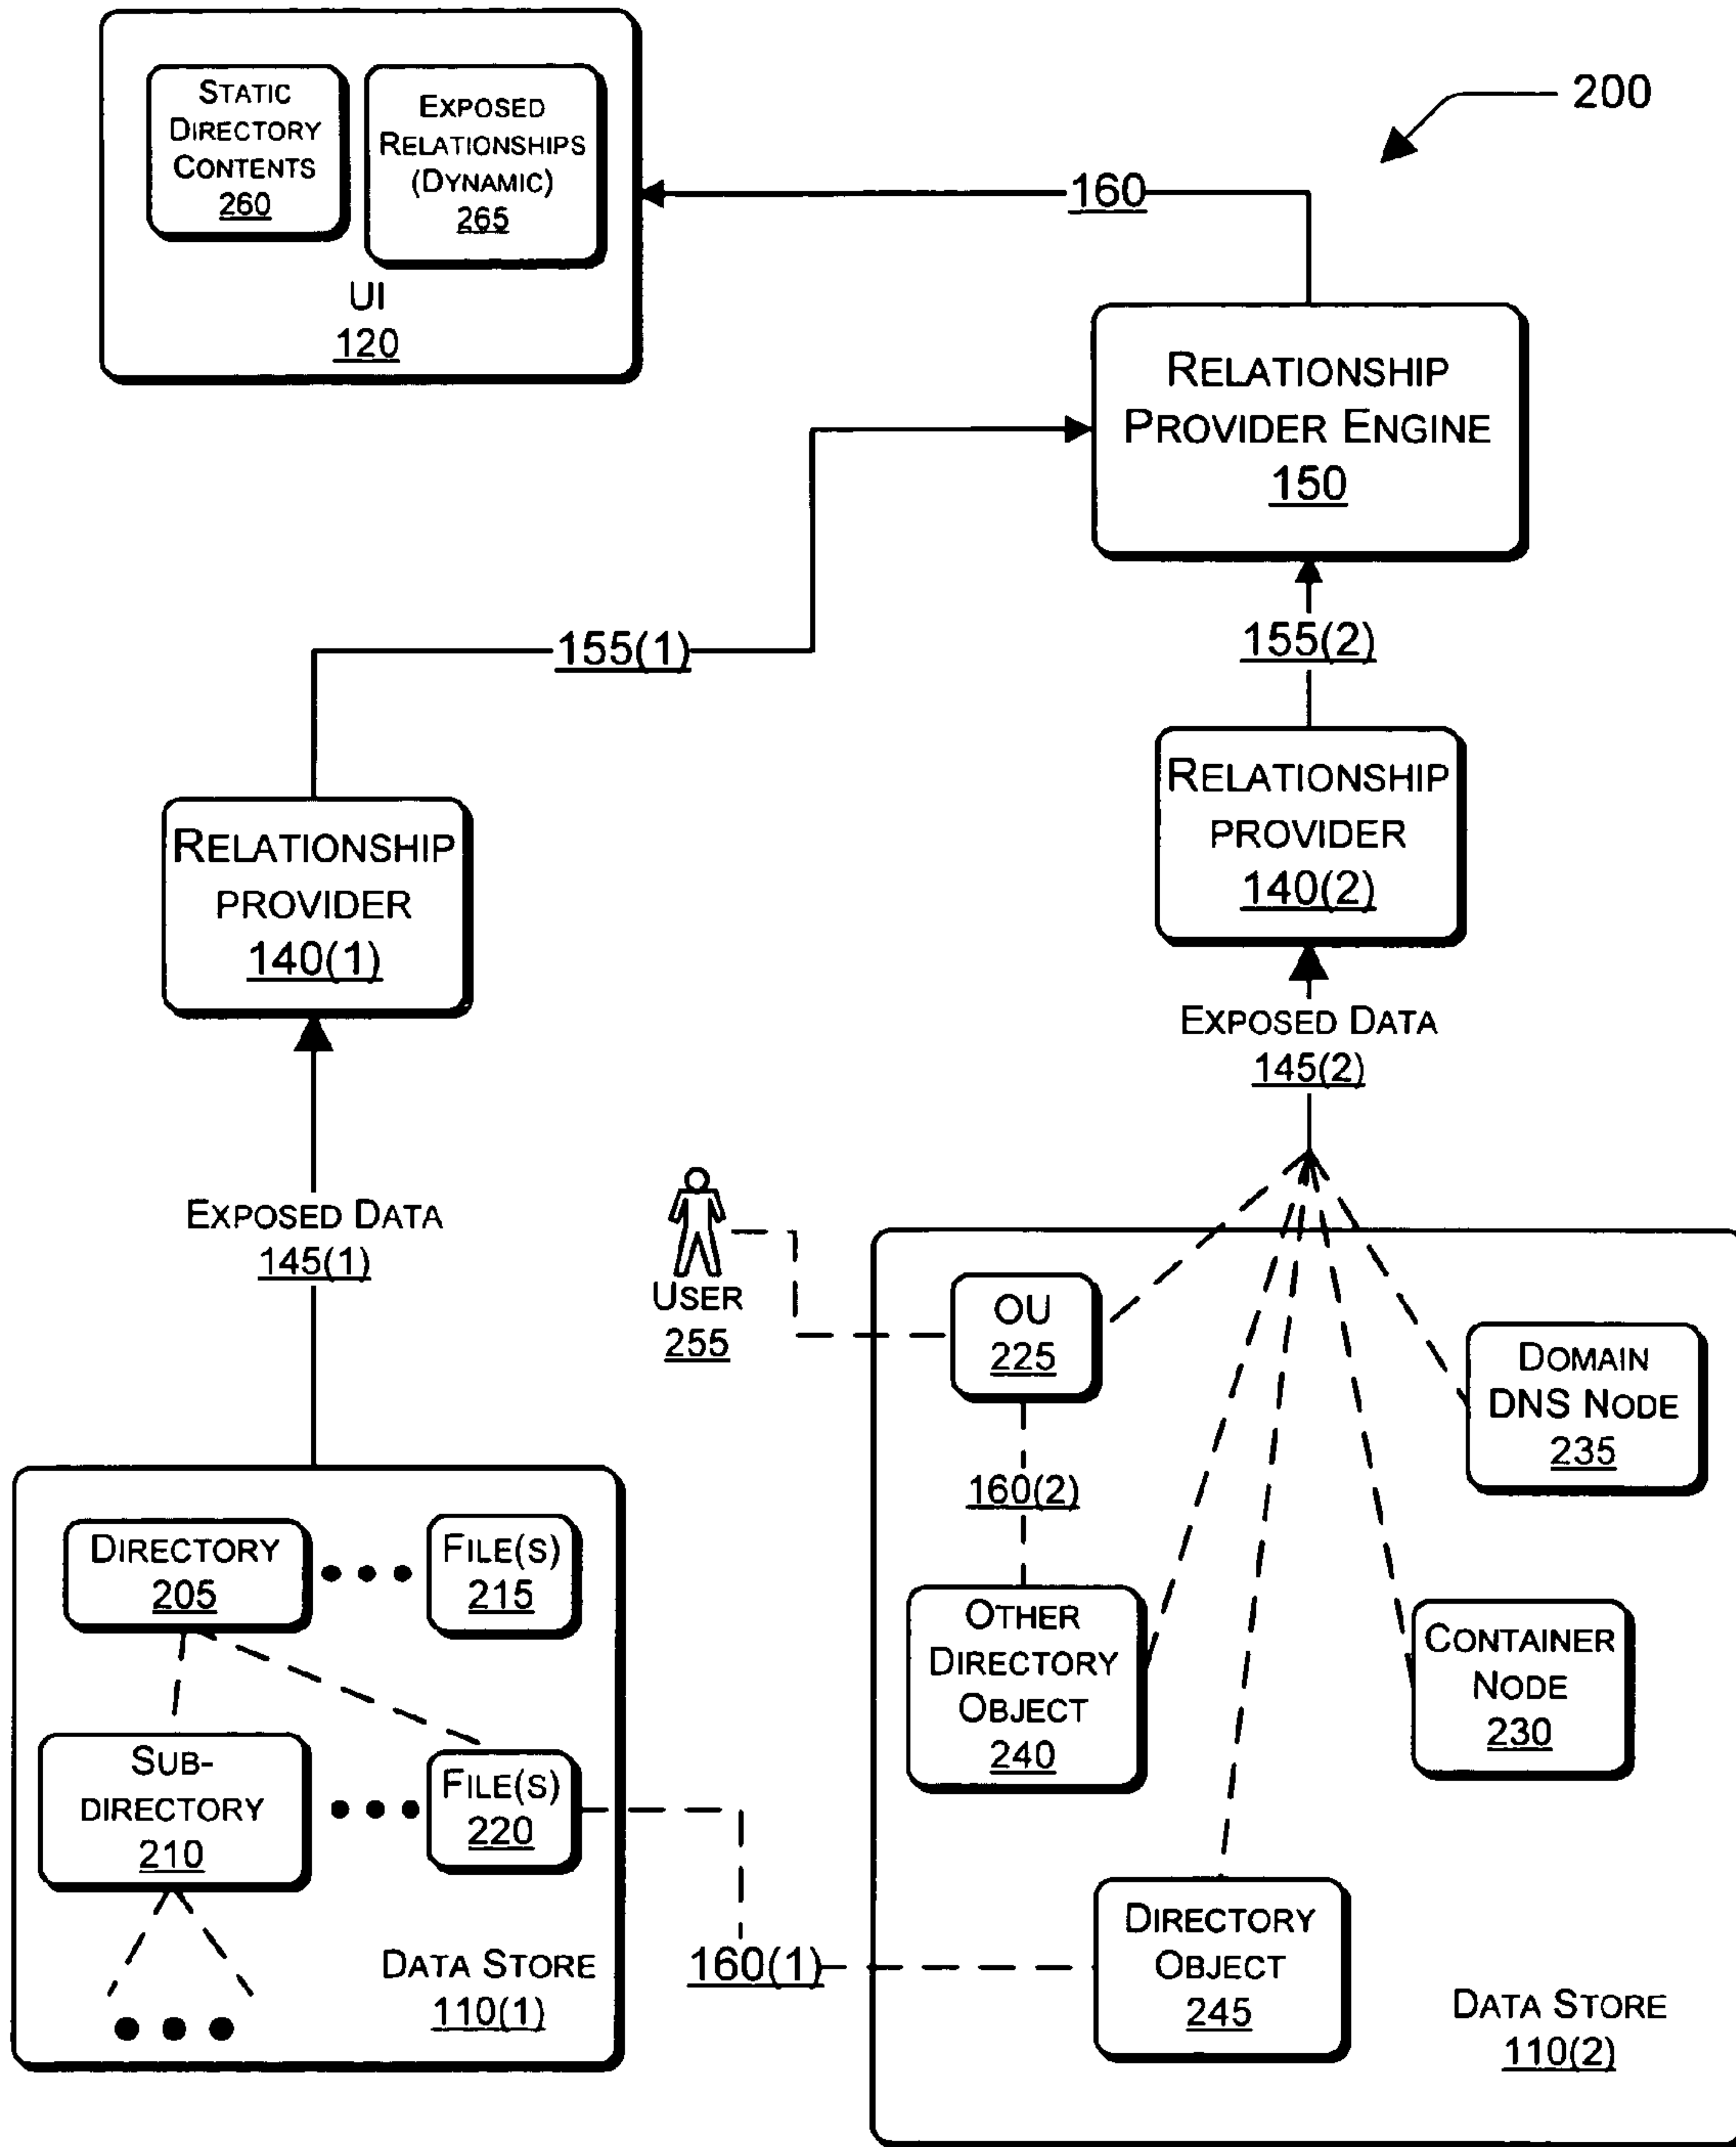 STATIC
DIRECTORY
CONTENTS
260
EXPOSED
RELATIONSHIPS
(DYNAMIC)
265
UI
120
200
160
RELATIONSHIP
PROVIDER ENGINE
150
155(1)
155(2)
RELATIONSHIP
PROVIDER
140(1)
RELATIONSHIP
PROVIDER
140(2)
EXPOSED DATA
145(1)
EXPOSED DATA
145(2)
USER
255
OU
225
DOMAIN
DNS NODE
235
160(2)
OTHER
DIRECTORY
OBJECT
240
CONTAINER
NODE
230
DIRECTORY
205
FILE(S)
215
SUB-
DIRECTORY
210
FILE(S)
220
DATA STORE
110(1)
160(1)
DIRECTORY
OBJECT
245
DATA STORE
110(2)